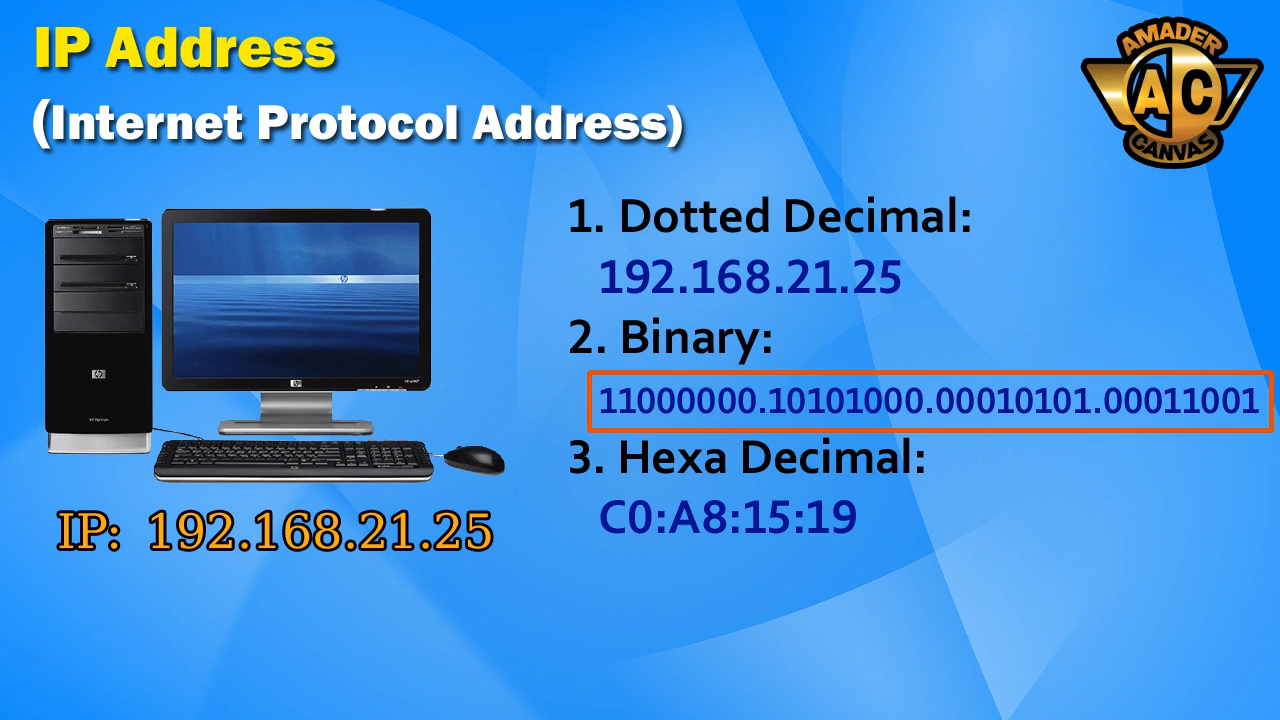 IP Address
(Internet Protocol Address)
AMADER
AC
CANVAS
1. Dotted Decimal:
192.168.21.25
2. Binary:
11000000.10101000.00010101.00011001
3. Hexa Decimal:
C0:A8:15:19
hp
IP: 192.168.21.25